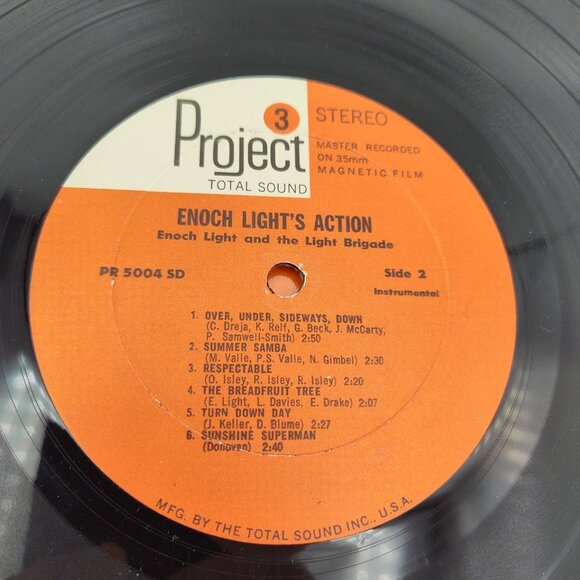 Project 3
TOTAL SOUND
STEREO
MASTER RECORDED
ON 35mm
MAGNETIC FILM
ENOCH LIGHT'S ACTION
Enoch Light and the Light Brigade
PR 5004 SD
Side 2
Instrumental
1. OVER, UNDER, SIDEWAYS, DOWN
(C. Dreja, K. Relf, G. Beck, J. McCarty,
P. Samwell-Smith) 2:50
2. SUMMER SAMBA
(M. Valle, P.S. Valle, N. Gimbel) 2:30
3. RESPECTABLE
(O. Isley, R. Isley, R. Isley) 2:20
4. THE BREADFRUIT TREE
(E. Light, L. Davies, E. Drake) 2:07
5. TURN DOWN DAY
(J. Keller, D. Blume) 2:27
6. SUNSHINE SUPERMAN
(Donoven) 2:40
MFG. BY THE TOTAL SOUND INC., U.S.A.